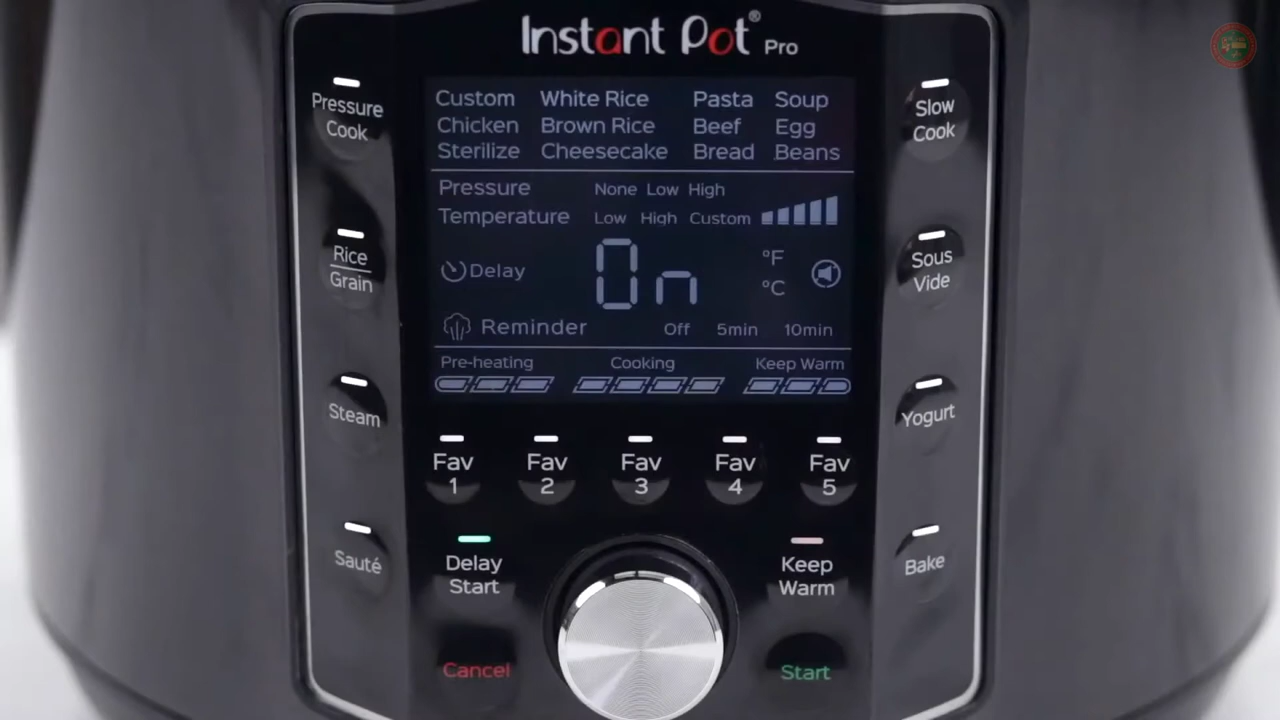 Instant Pot® Pro
Pressure Cook
Rice Grain
Steam
Sauté
Custom White Rice Pasta Soup
Chicken Brown Rice Beef Egg
Sterilize Cheesecake Bread Beans
Pressure None Low High
Temperature Low High Custom
Delay 0n °F °C
Reminder Off 5min 10min
Pre-heating Cooking Keep Warm
Fav 1
Fav 2
Fav 3
Fav 4
Fav 5
Delay Start
Keep Warm
Cancel
Start
Slow Cook
Sous Vide
Yogurt
Bake